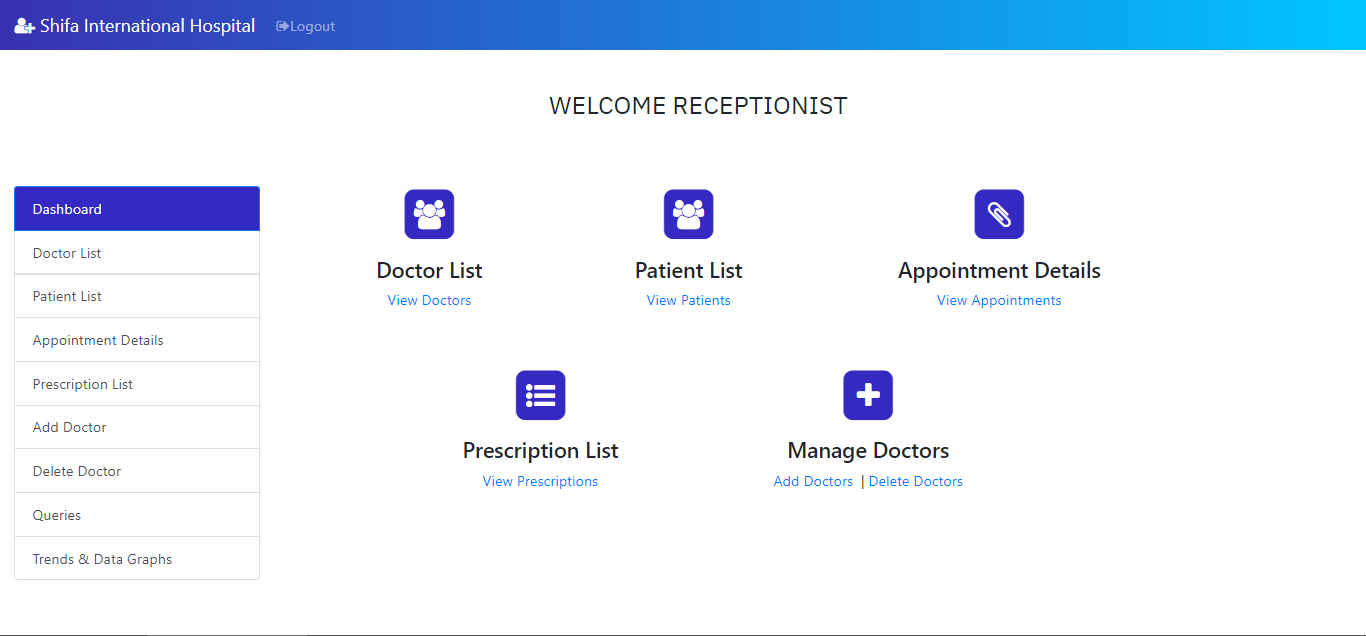 Shifa International Hospital Logout
WELCOME RECEPTIONIST
Dashboard
Doctor List
Patient List
Appointment Details
Prescription List
Add Doctor
Delete Doctor
Queries
Trends & Data Graphs
Doctor List
View Doctors
Patient List
View Patients
Appointment Details
View Appointments
Prescription List
View Prescriptions
Manage Doctors
Add Doctors | Delete Doctors